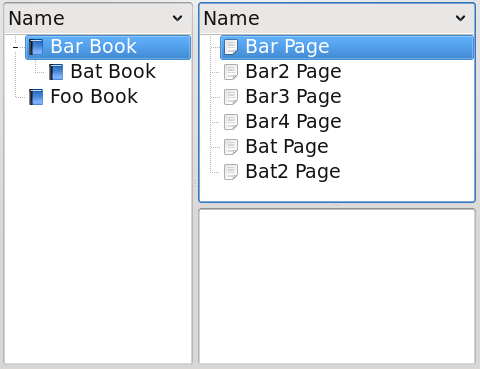 Name
Bar Book
Bat Book
Foo Book
Name
Bar Page
Bar2 Page
Bar3 Page
Bar4 Page
Bat Page
Bat2 Page